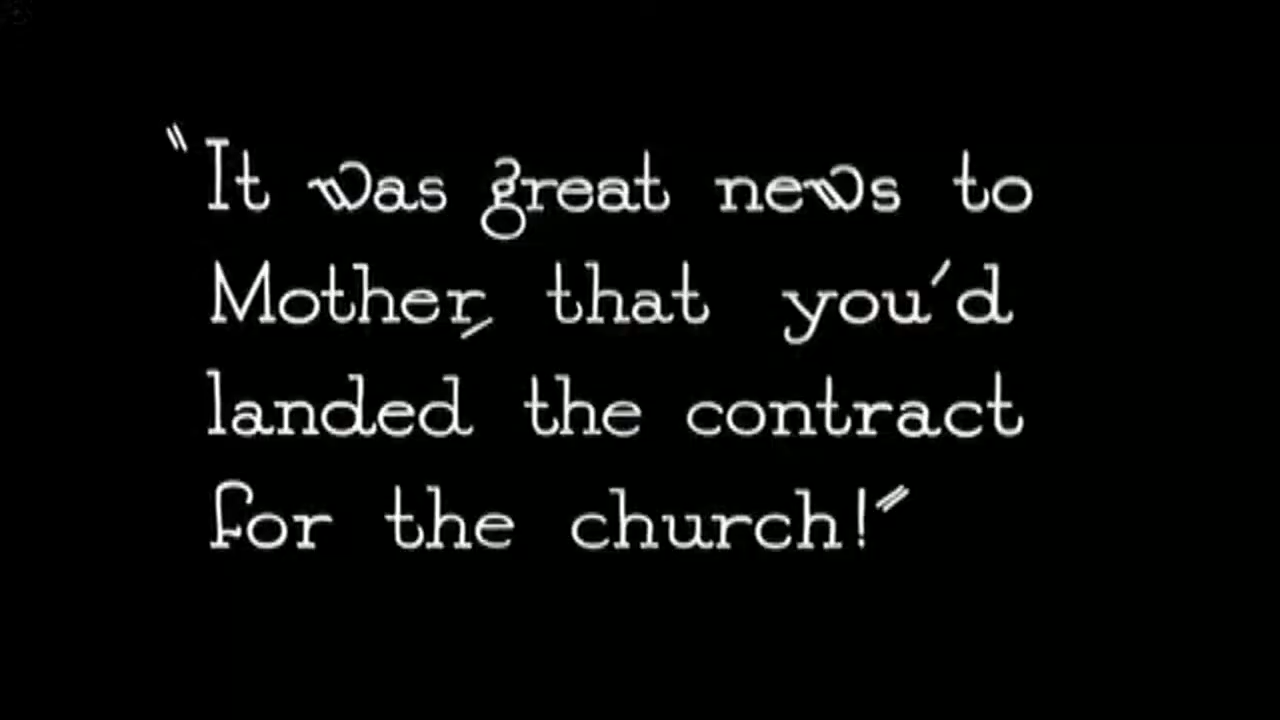 "It was great news to
Mother, that you'd
landed the contract
for the church!"